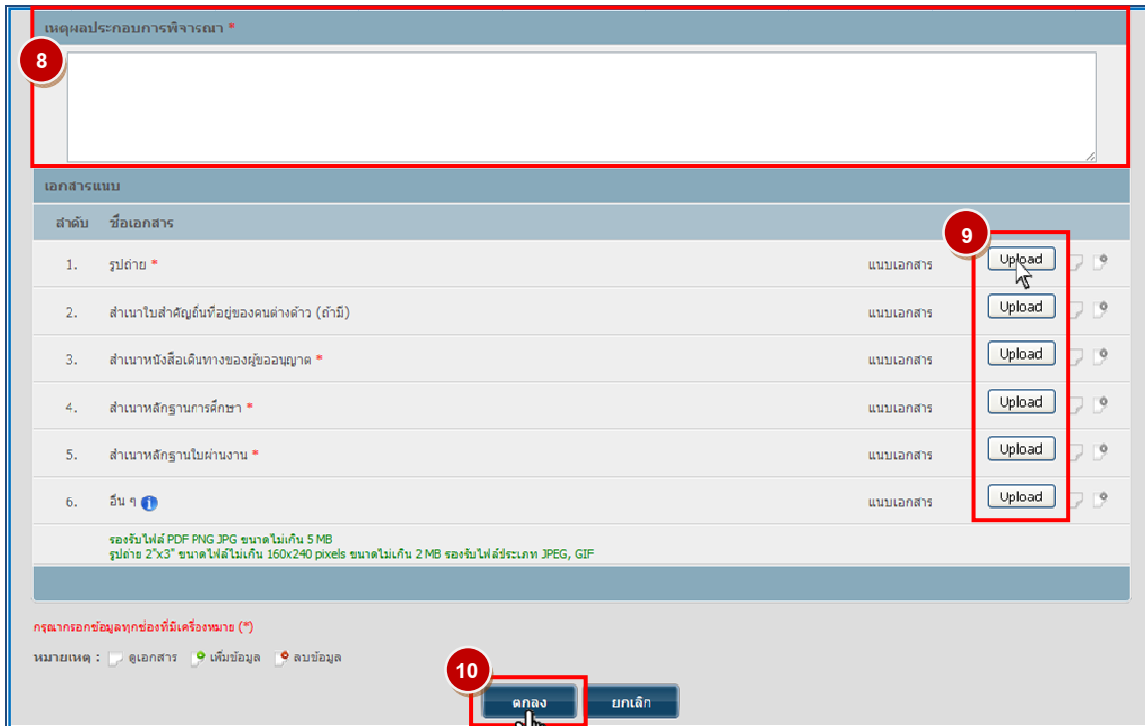 เหตุผลประกอบการพิจารณา *
8
เอกสารแนบ
ลำดับ ชื่อเอกสาร
9
1. รูปถ่าย * แนบเอกสาร Upload
2. สำเนาใบสำคัญถิ่นที่อยู่ของคนต่างด้าว (ถ้ามี) แนบเอกสาร Upload
3. สำเนาหนังสือเดินทางของผู้ขออนุญาต * แนบเอกสาร Upload
4. สำเนาหลักฐานการศึกษา * แนบเอกสาร Upload
5. สำเนาหลักฐานใบผ่านงาน * แนบเอกสาร Upload
6. อื่น ๆ แนบเอกสาร Upload
รองรับไฟล์ PDF PNG JPG ขนาดไม่เกิน 5 MB
รูปถ่าย 2"x3" ขนาดไฟล์ไม่เกิน 160x240 pixels ขนาดไม่เกิน 2 MB รองรับไฟล์ประเภท JPEG, GIF
กรุณากรอกข้อมูลทุกช่องที่มีเครื่องหมาย (*)
หมายเหตุ : ดูเอกสาร เพิ่มข้อมูล ลบข้อมูล
10
ตกลง ยกเลิก